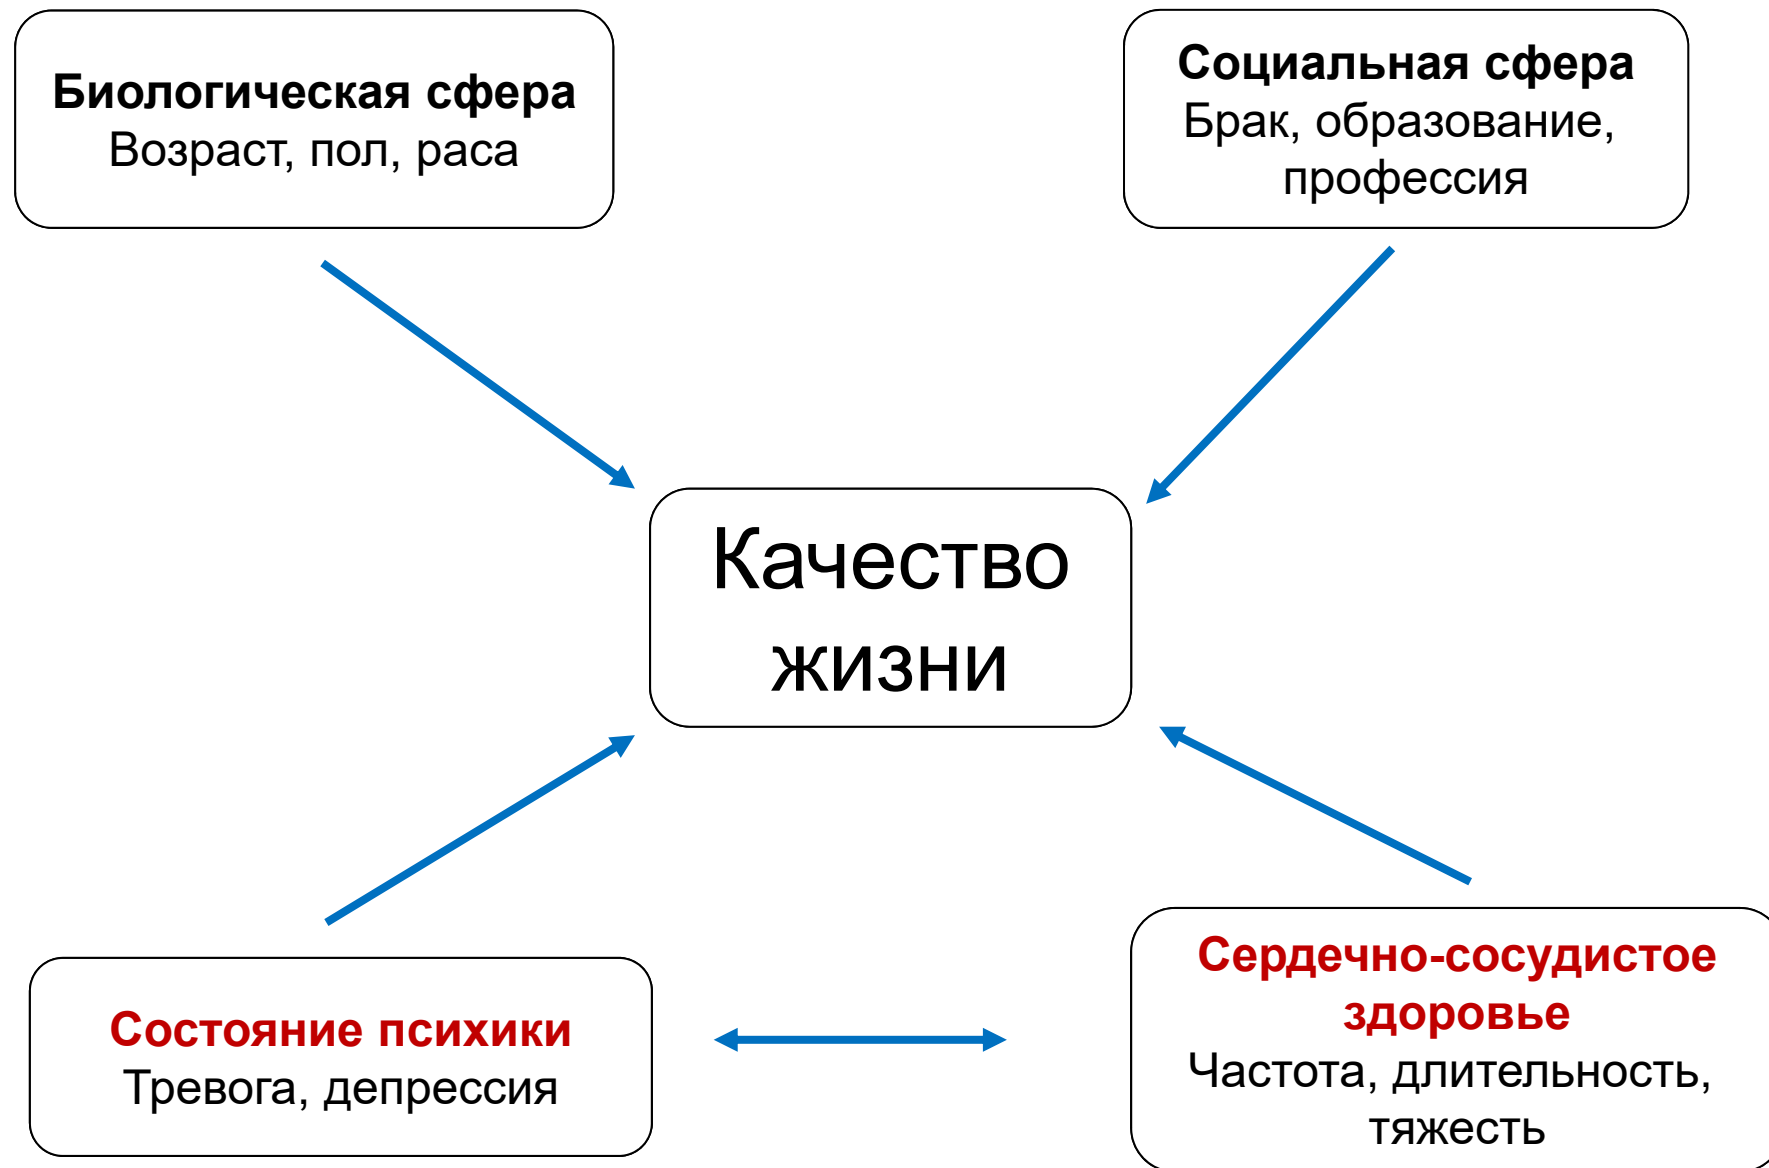 Биологическая сфера
Возраст, пол, раса
Социальная сфера
Брак, образование,
профессия
Качество
жизни
Состояние психики
Тревога, депрессия
Сердечно-сосудистое
здоровье
Частота, длительность,
тяжесть